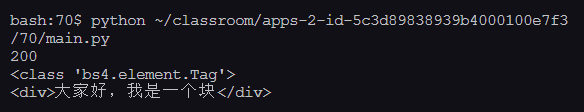 bash:70$ python ~/classroom/apps-2-id-5c3d89838939b4000100e7f3
/70/main.py
200
<class 'bs4.element.Tag'>
<div>大家好，我是一个块</div>